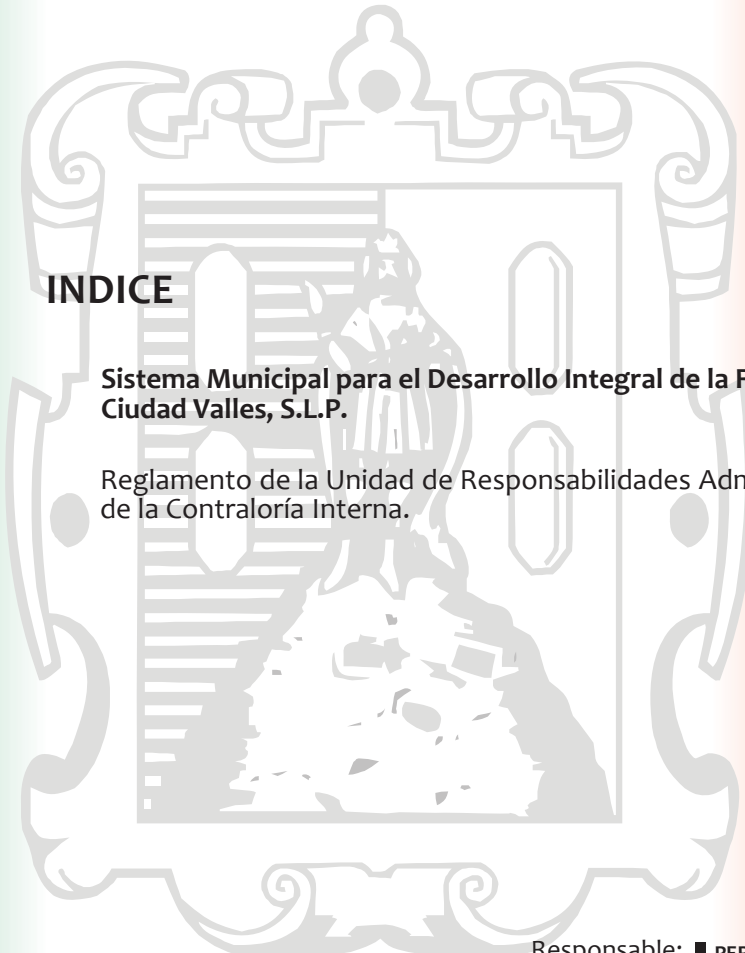 INDICE
Sistema Municipal para el Desarrollo Integral de la
Ciudad Valles, S.L.P.
Reglamento de la Unidad de Responsabilidades
de la Contraloría Interna.
Responsable: